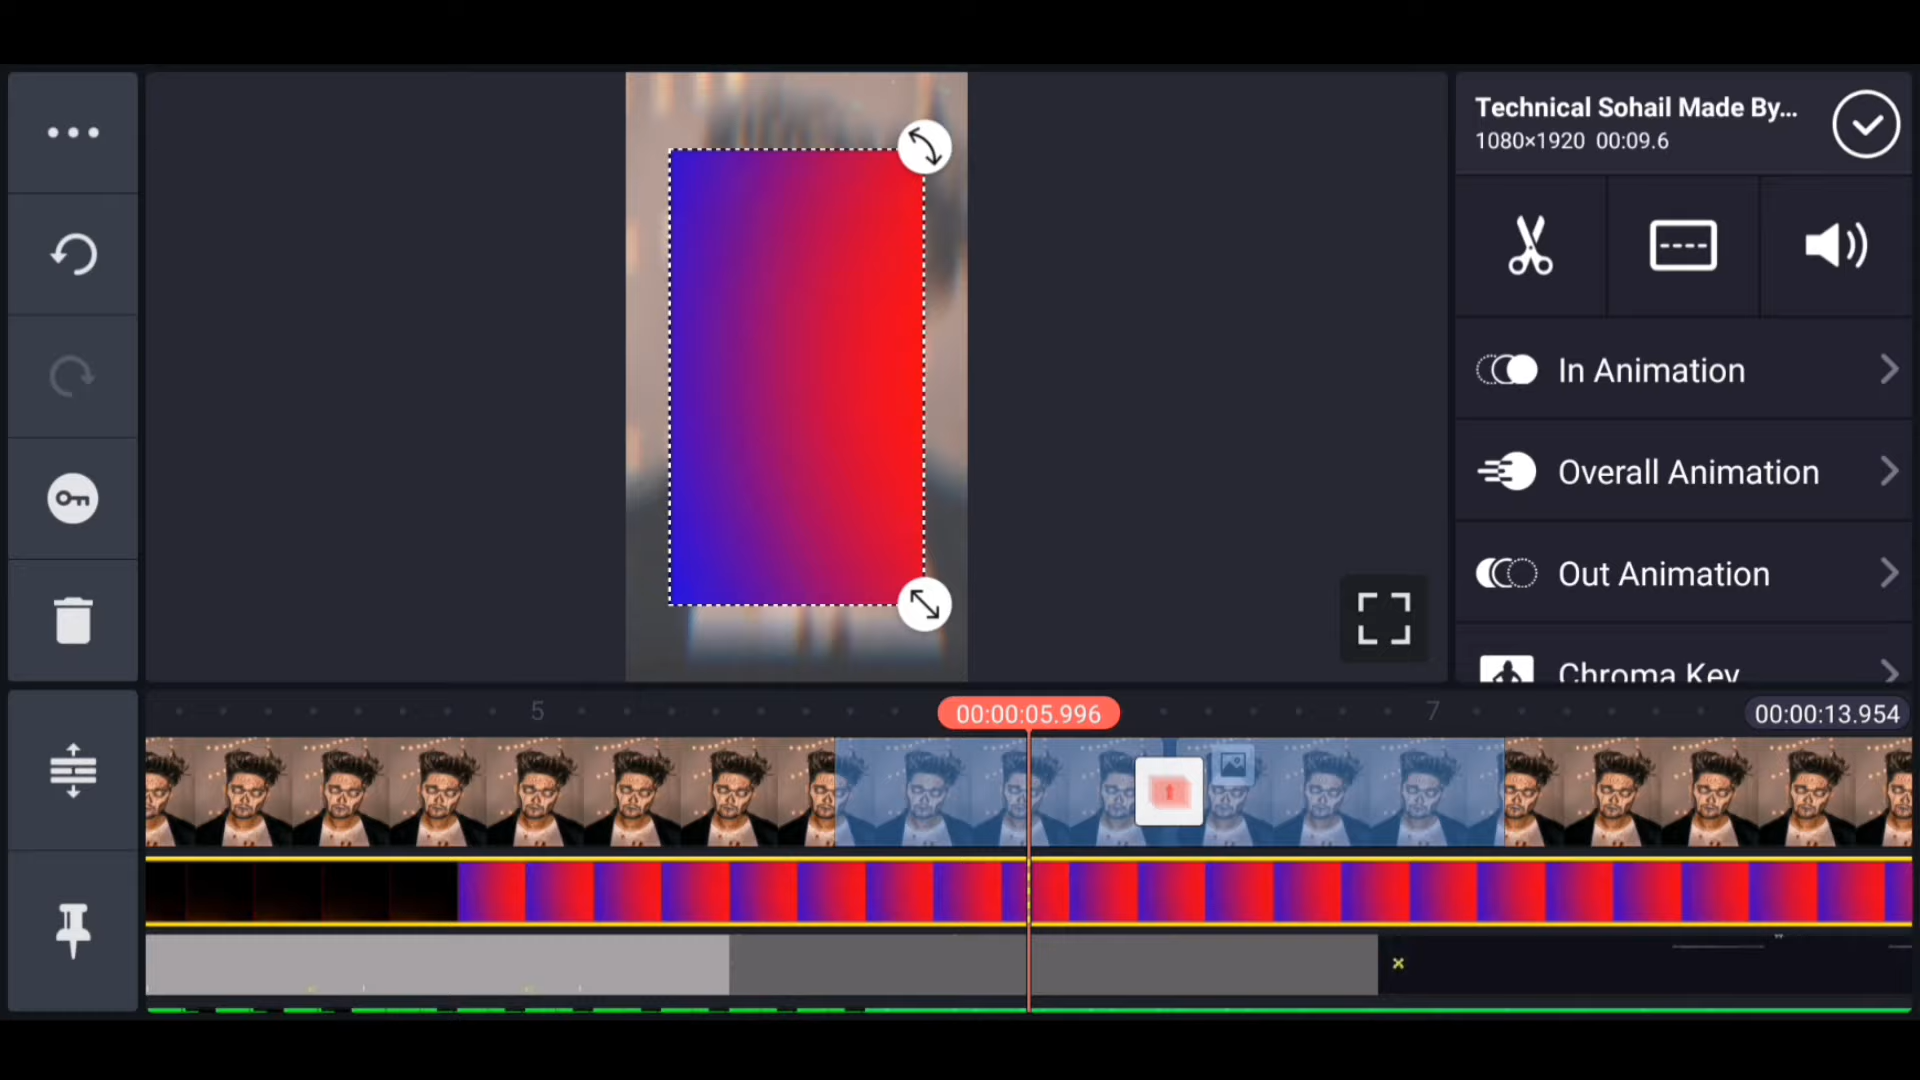 Technical Sohail Made By...
1080×1920 00:09.6
In Animation
Overall Animation
Out Animation
Chroma Key
5
00:00:05.996
7
00:00:13.954